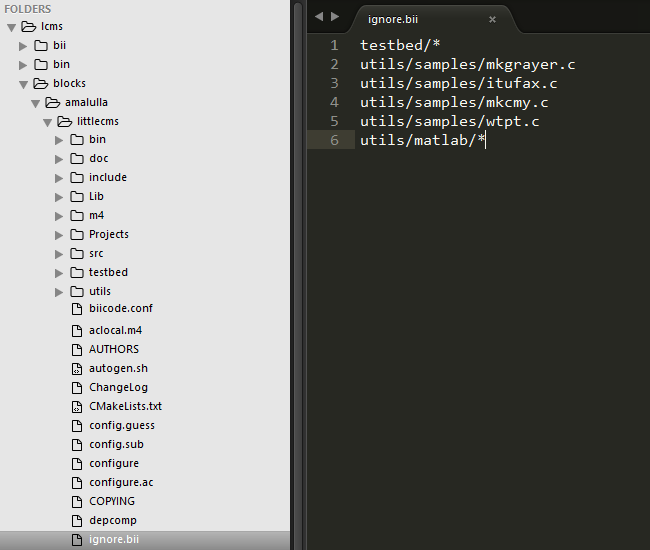 FOLDERS
lcms
bii
bin
blocks
amalulla
littlecms
bin
doc
include
Lib
m4
Projects
src
testbed
utils
biicode.conf
aclocal.m4
AUTHORS
autogen.sh
ChangeLog
CMakeLists.txt
config.guess
config.sub
configure
configure.ac
COPYING
depcomp
ignore.bii
ignore.bii ×
1 testbed/*
2 utils/samples/mkgrayer.c
3 utils/samples/itufax.c
4 utils/samples/mkcmy.c
5 utils/samples/wtpt.c
6 utils/matlab/*